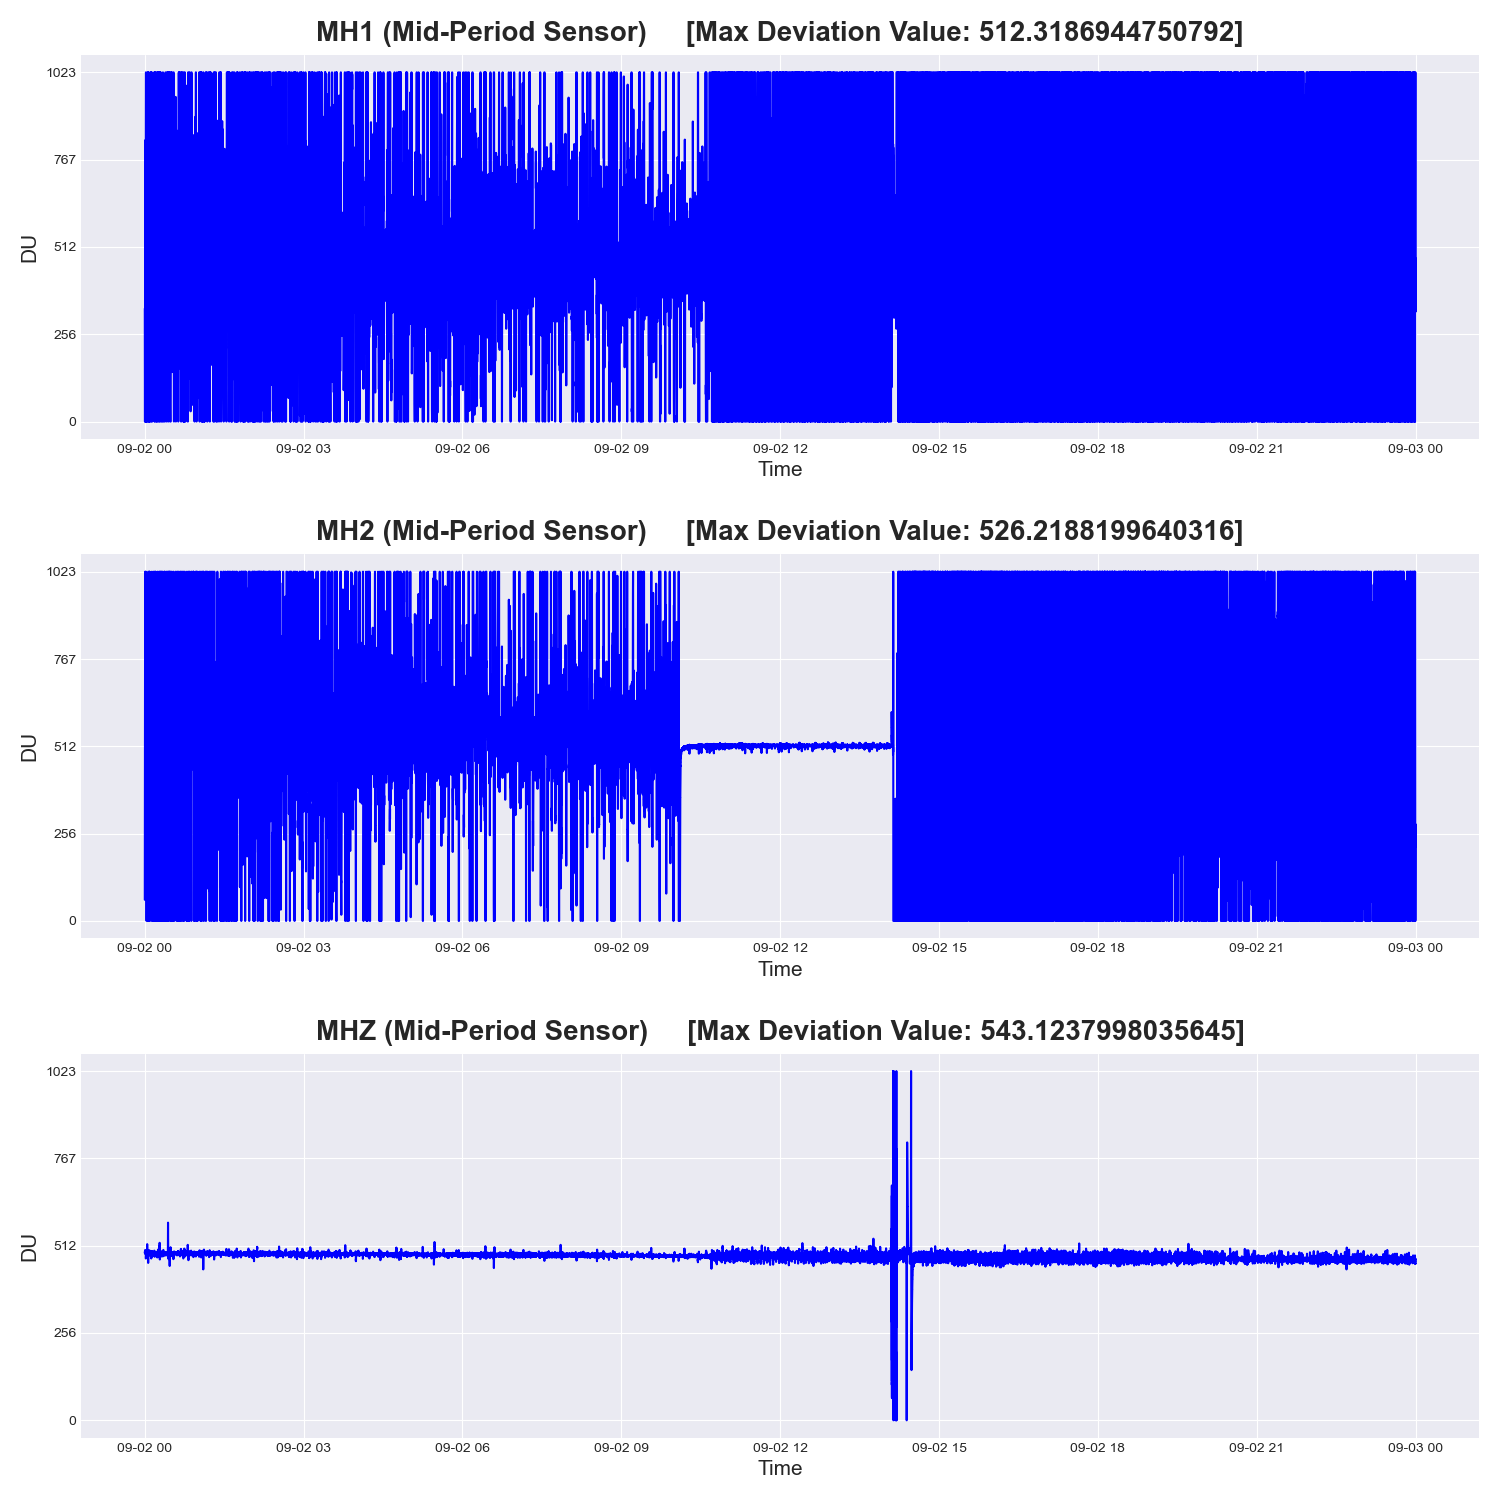 MH1 (Mid-Period Sensor) [Max Deviation Value: 512.3186944750792]
1023
767
512
256
0
DU
09-02 00 09-02 03 09-02 06 09-02 09 09-02 12 09-02 15 09-02 18 09-02 21 09-03 00
Time
MH2 (Mid-Period Sensor) [Max Deviation Value: 526.2188199640316]
1023
767
512
256
0
DU
09-02 00 09-02 03 09-02 06 09-02 09 09-02 12 09-02 15 09-02 18 09-02 21 09-03 00
Time
MHZ (Mid-Period Sensor) [Max Deviation Value: 543.1237998035645]
1023
767
512
256
0
DU
09-02 00 09-02 03 09-02 06 09-02 09 09-02 12 09-02 15 09-02 18 09-02 21 09-03 00
Time